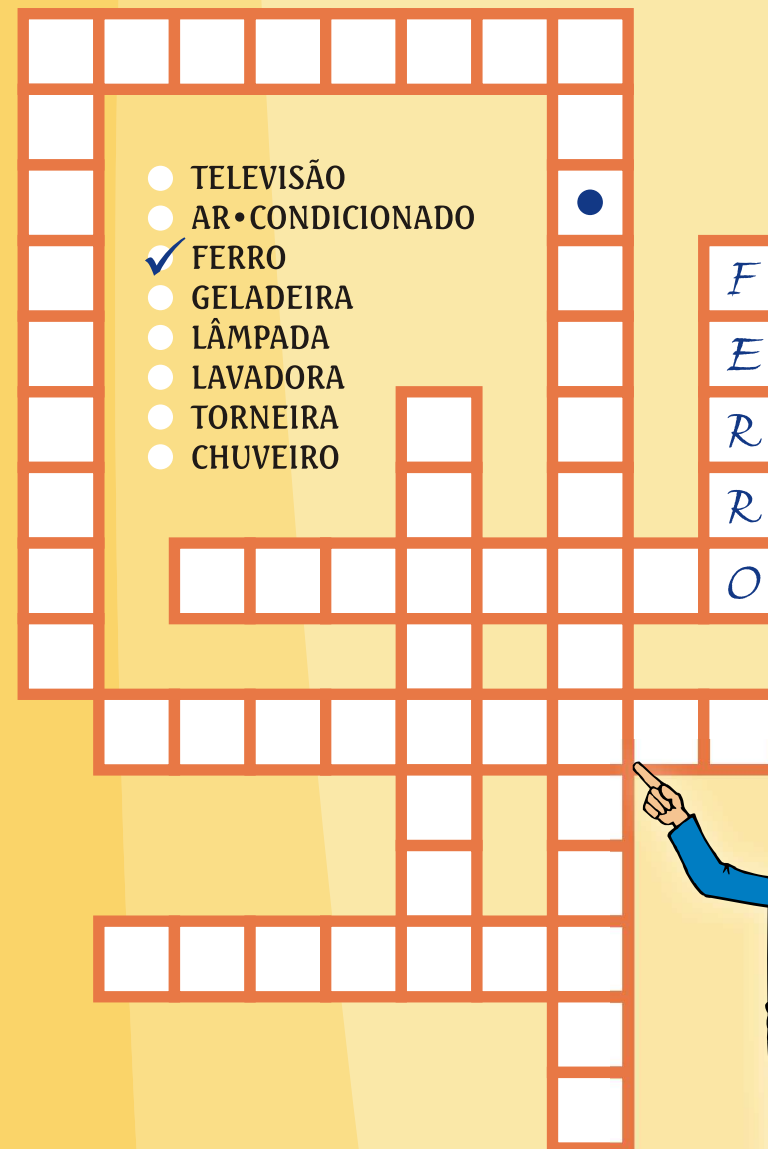 TELEVISÃO
AR•CONDICIONADO
FERRO
GELADEIRA
LÂMPADA
LAVADORA
TORNEIRA
CHUVEIRO
F
E
R
R
O